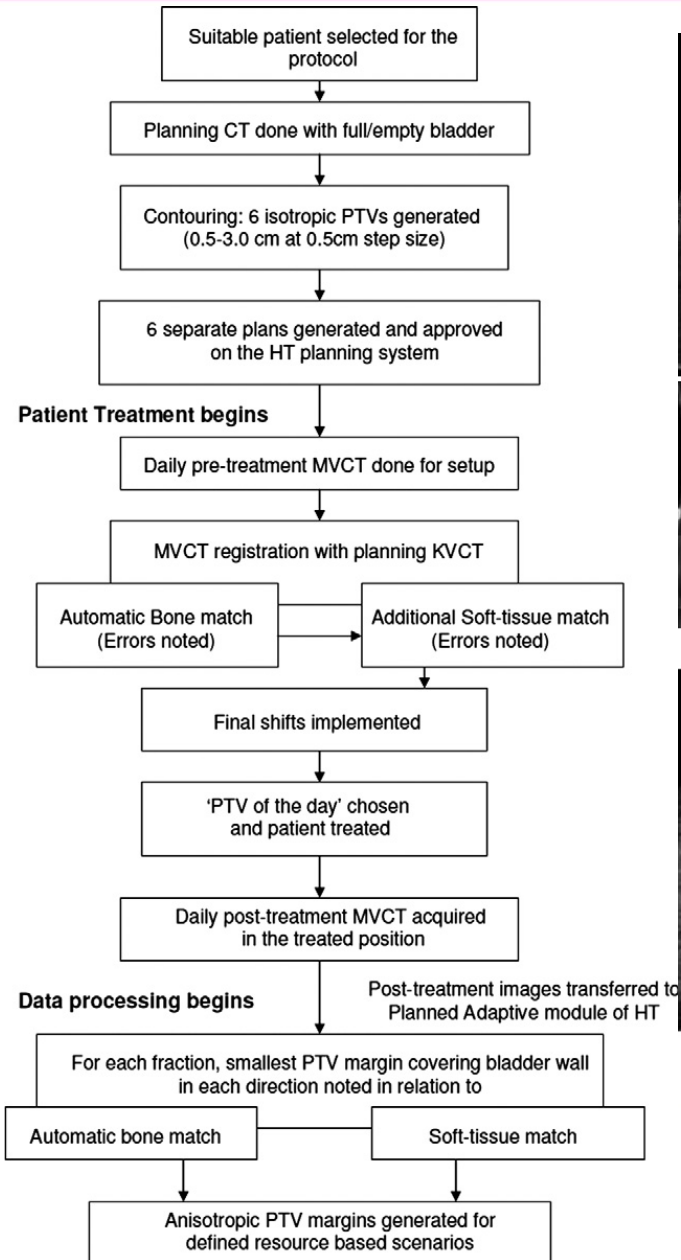 Suitable patient selected for the
protocol
Planning CT done with full/empty bladder
Contouring: 6 isotropic PTVs generated
(0.5-3.0 cm at 0.5cm step size)
6 separate plans generated and approved
on the HT planning system
Patient Treatment begins
Daily pre-treatment MVCT done for setup
MVCT registration with planning KVCT
Automatic Bone match
(Errors noted)
Additional Soft-tissue match
(Errors noted)
Final shifts implemented
‘PTV of the day’ chosen
and patient treated
Daily post-treatment MVCT acquired
in the treated position
Data processing begins
Post-treatment images transferred to
Planned Adaptive module of HT
For each fraction, smallest PTV margin covering bladder wall
in each direction noted in relation to
Automatic bone match
Soft-tissue match
Anisotropic PTV margins generated for
defined resource based scenarios